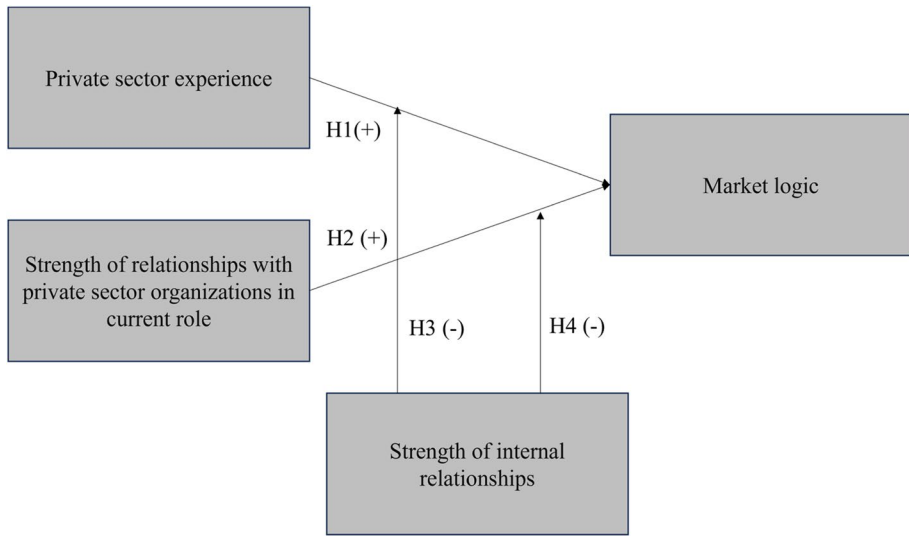 Private sector experience
H1(+)
Market logic
H2 (+)
Strength of relationships with
private sector organizations in
current role
H3 (-)
H4 (-)
Strength of internal
relationships